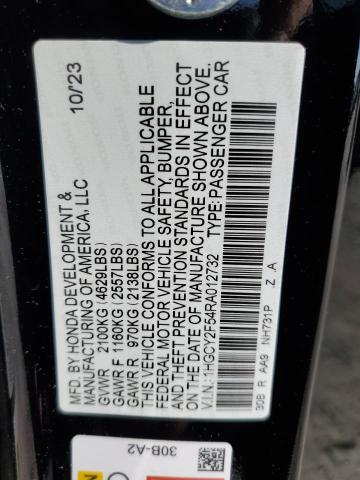 MFD. BY HONDA DEVELOPMENT & 10/23
MANUFACTURING OF AMERICA, LLC
GVWR 2100KG (4629LBS)
GAWR F 1160KG (2557LBS)
GAWR R 970KG (2138LBS)
THIS VEHICLE CONFORMS TO ALL APPLICABLE
FEDERAL MOTOR VEHICLE SAFETY, BUMPER,
AND THEFT PREVENTION STANDARDS IN EFFECT
ON THE DATE OF MANUFACTURE SHOWN ABOVE.
V.I.N.: 1HGCY2F54RA012732 TYPE: PASSENGER CAR
30B R AA9 NH731P .Z .A
30B-A2